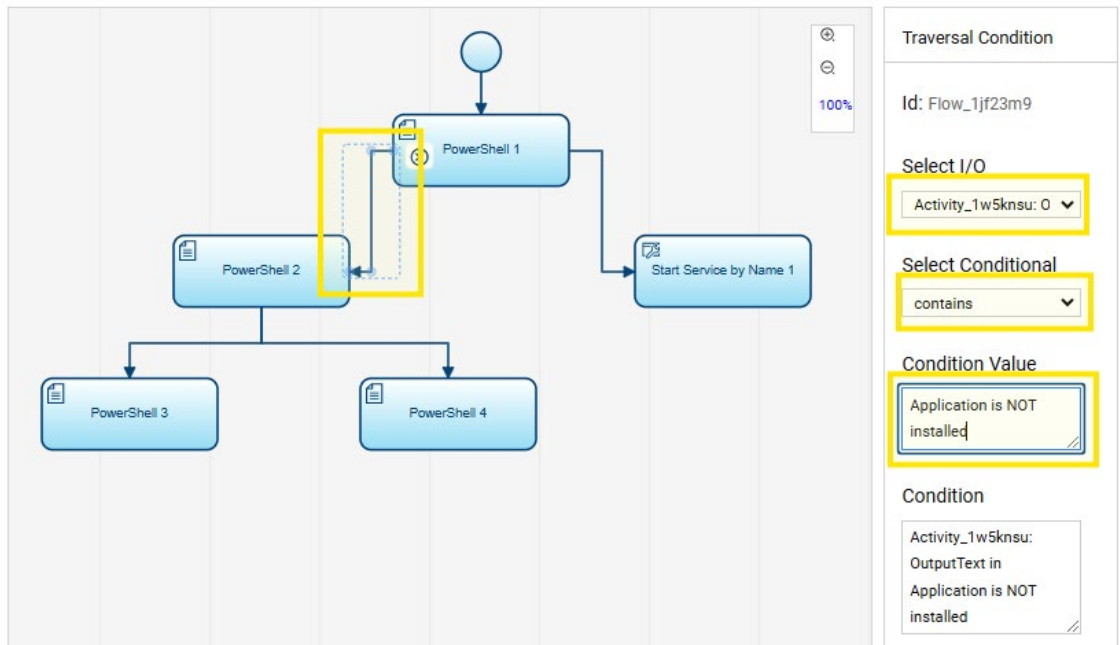 100%
PowerShell 1
PowerShell 2
Start Service by Name 1
PowerShell 3
PowerShell 4
Traversal Condition
Id: Flow_1jf23m9
Select I/O
Activity_1w5knsu: O
Select Conditional
contains
Condition Value
Application is NOT
installed
Condition
Activity_1w5knsu:
OutputText in
Application is NOT
installed